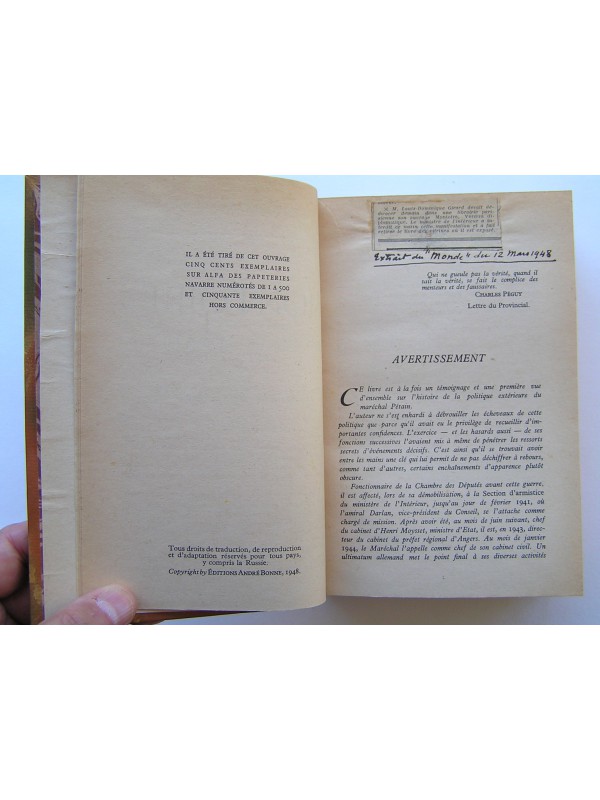 IL A ÉTÉ TIRÉ DE CET OUVRAGE
CINQ CENTS EXEMPLAIRES
SUR ALFA DES PAPETERIES
NAVARRE NUMÉROTÉS DE I A 500
ET CINQUANTE EXEMPLAIRES
HORS COMMERCE.
Tous droits de traduction, de reproduction
et d'adaptation réservés pour tous pays,
y compris la Russie.
Copyright by ÉDITIONS ANDRÉ BONNE, 1948.
M. Louis-Dominique Girard devait
Extrait du "Monde" du 12 Mars 1948
Qui ne gueule pas la vérité, quand il
sait la vérité, se fait le complice des
menteurs et des faussaires.
CHARLES PÉGUY
Lettre du Provincial.
AVERTISSEMENT
CE livre est à la fois un témoignage et une première vue
d'ensemble sur l'histoire de la politique extérieure du
maréchal Pétain.
L'auteur ne s'est enhardi à débrouiller les écheveaux de cette
politique que parce qu'il avait eu le privilège de recueillir d'im-
portantes confidences. L'exercice — et les hasards aussi — de ses
fonctions successives l'avaient mis à même de pénétrer les ressorts
secrets d'événements décisifs. C'est ainsi qu'il se trouvait avoir
entre les mains une clé qui lui permit de ne pas déchiffrer à rebours,
comme tant d'autres, certains enchaînements d'apparence plutôt
obscure.
Fonctionnaire de la Chambre des Députés avant cette guerre,
il est affecté, lors de sa démobilisation, à la Section d'armistice
du ministère de l'Intérieur, jusqu'au jour de février 1941, où
l'amiral Darlan, vice-président du Conseil, se l'attache comme
chargé de mission. Après avoir été, au mois de juin suivant, chef
du cabinet d'Henri Moysset, ministre d'Etat, il est, en 1943, direc-
teur du cabinet du préfet régional d'Angers. Au mois de janvier
1944, le Maréchal l'appelle comme chef de son cabinet civil. Un
ultimatum allemand met le point final à ses diverses activités